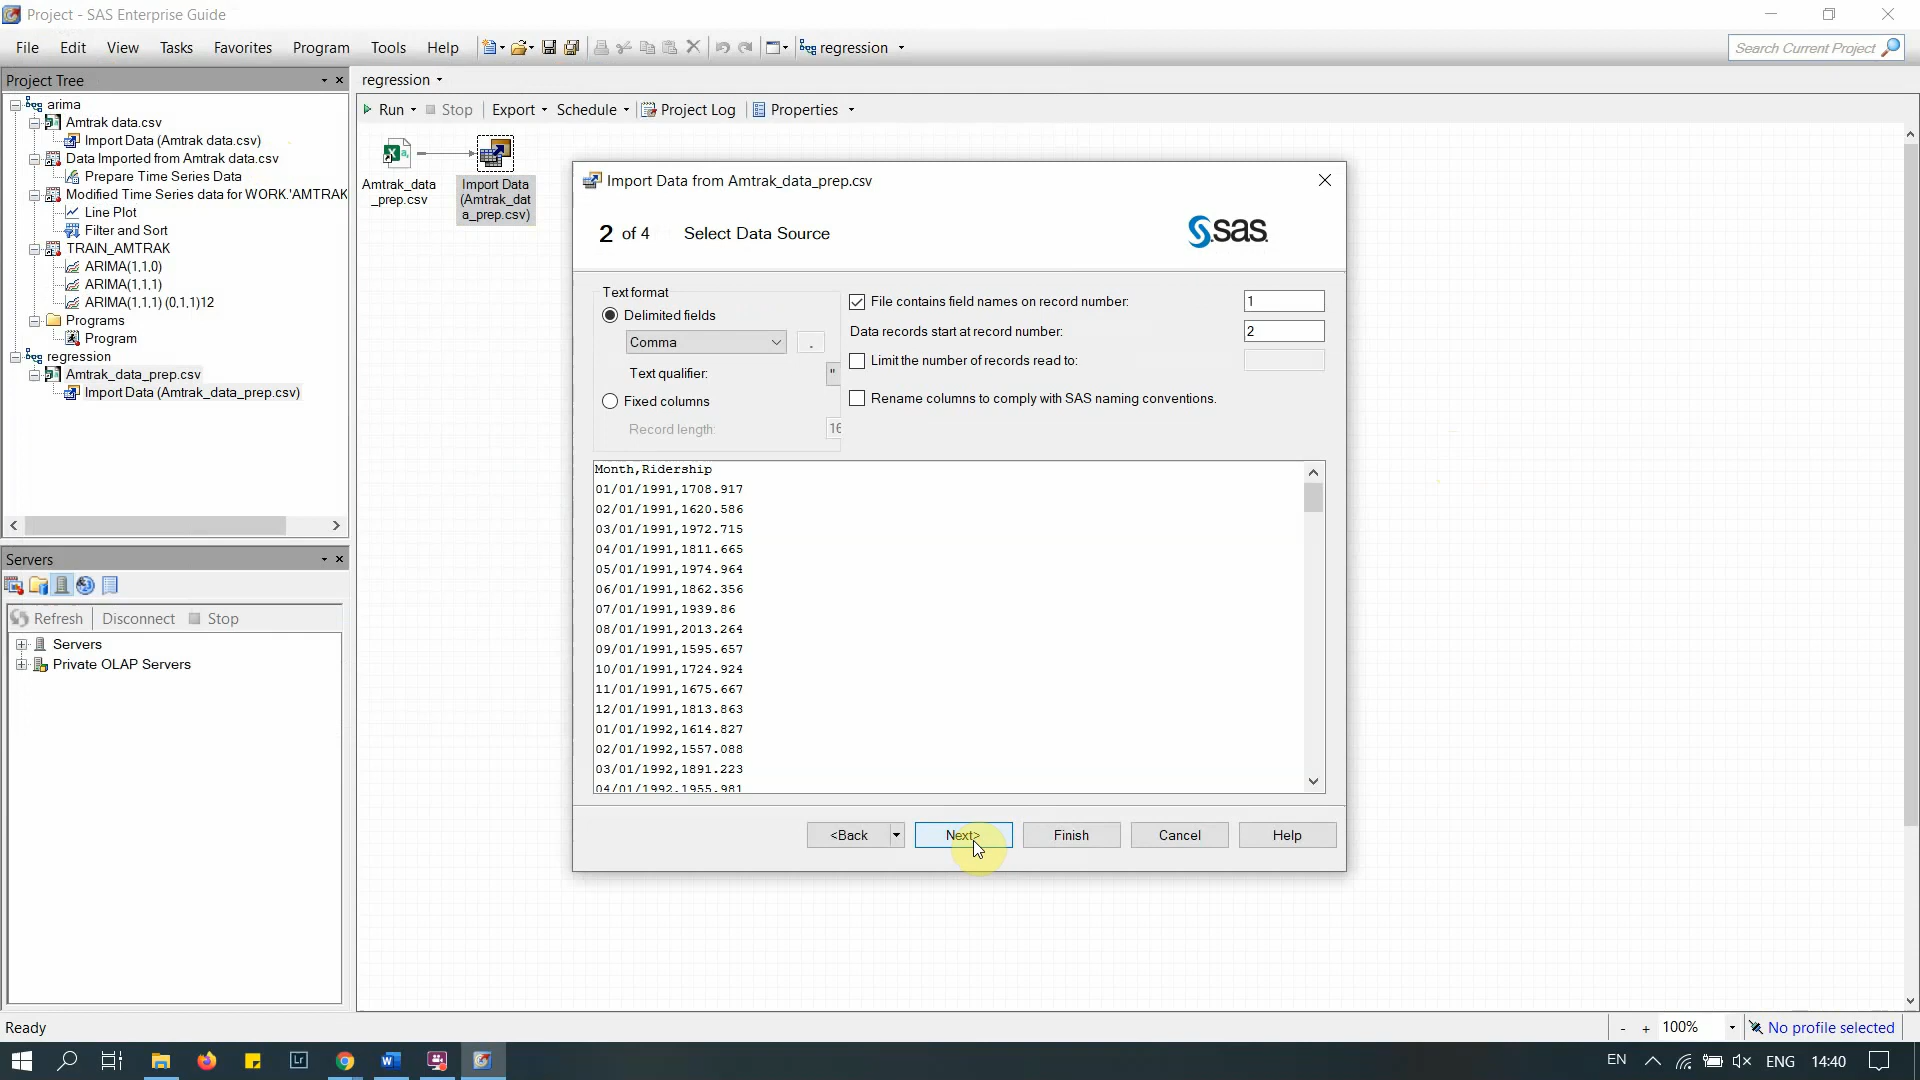 Project - SAS Enterprise Guide
File Edit View Tasks Favorites Program Tools Help regression Search Current Project
Project Tree
arima
Amtrak data.csv
Import Data (Amtrak data.csv)
Data Imported from Amtrak data.csv
Prepare Time Series Data
Modified Time Series data for WORK.'AMTRAK
Line Plot
Filter and Sort
TRAIN_AMTRAK
ARIMA(1,1,0)
ARIMA(1,1,1)
ARIMA(1,1,1) (0,1,1)12
Programs
Program
regression
Amtrak_data_prep.csv
Import Data (Amtrak_data_prep.csv)
Servers
Refresh Disconnect Stop
Servers
Private OLAP Servers
regression
Run Stop Export Schedule Project Log Properties
Amtrak_data
_prep.csv
Import Data
(Amtrak_dat
a_prep.csv)
Import Data from Amtrak_data_prep.csv
2 of 4 Select Data Source
sas
Text format
Delimited fields
Comma .
Text qualifier: "
Fixed columns
Record length: 16
File contains field names on record number: 1
Data records start at record number: 2
Limit the number of records read to:
Rename columns to comply with SAS naming conventions.
Month,Ridership
01/01/1991,1708.917
02/01/1991,1620.586
03/01/1991,1972.715
04/01/1991,1811.665
05/01/1991,1974.964
06/01/1991,1862.356
07/01/1991,1939.86
08/01/1991,2013.264
09/01/1991,1595.657
10/01/1991,1724.924
11/01/1991,1675.667
12/01/1991,1813.863
01/01/1992,1614.827
02/01/1992,1557.088
03/01/1992,1891.223
04/01/1992,1955.981
<Back Next> Finish Cancel Help
Ready - + 100% No profile selected
Lr EN ENG 14:40